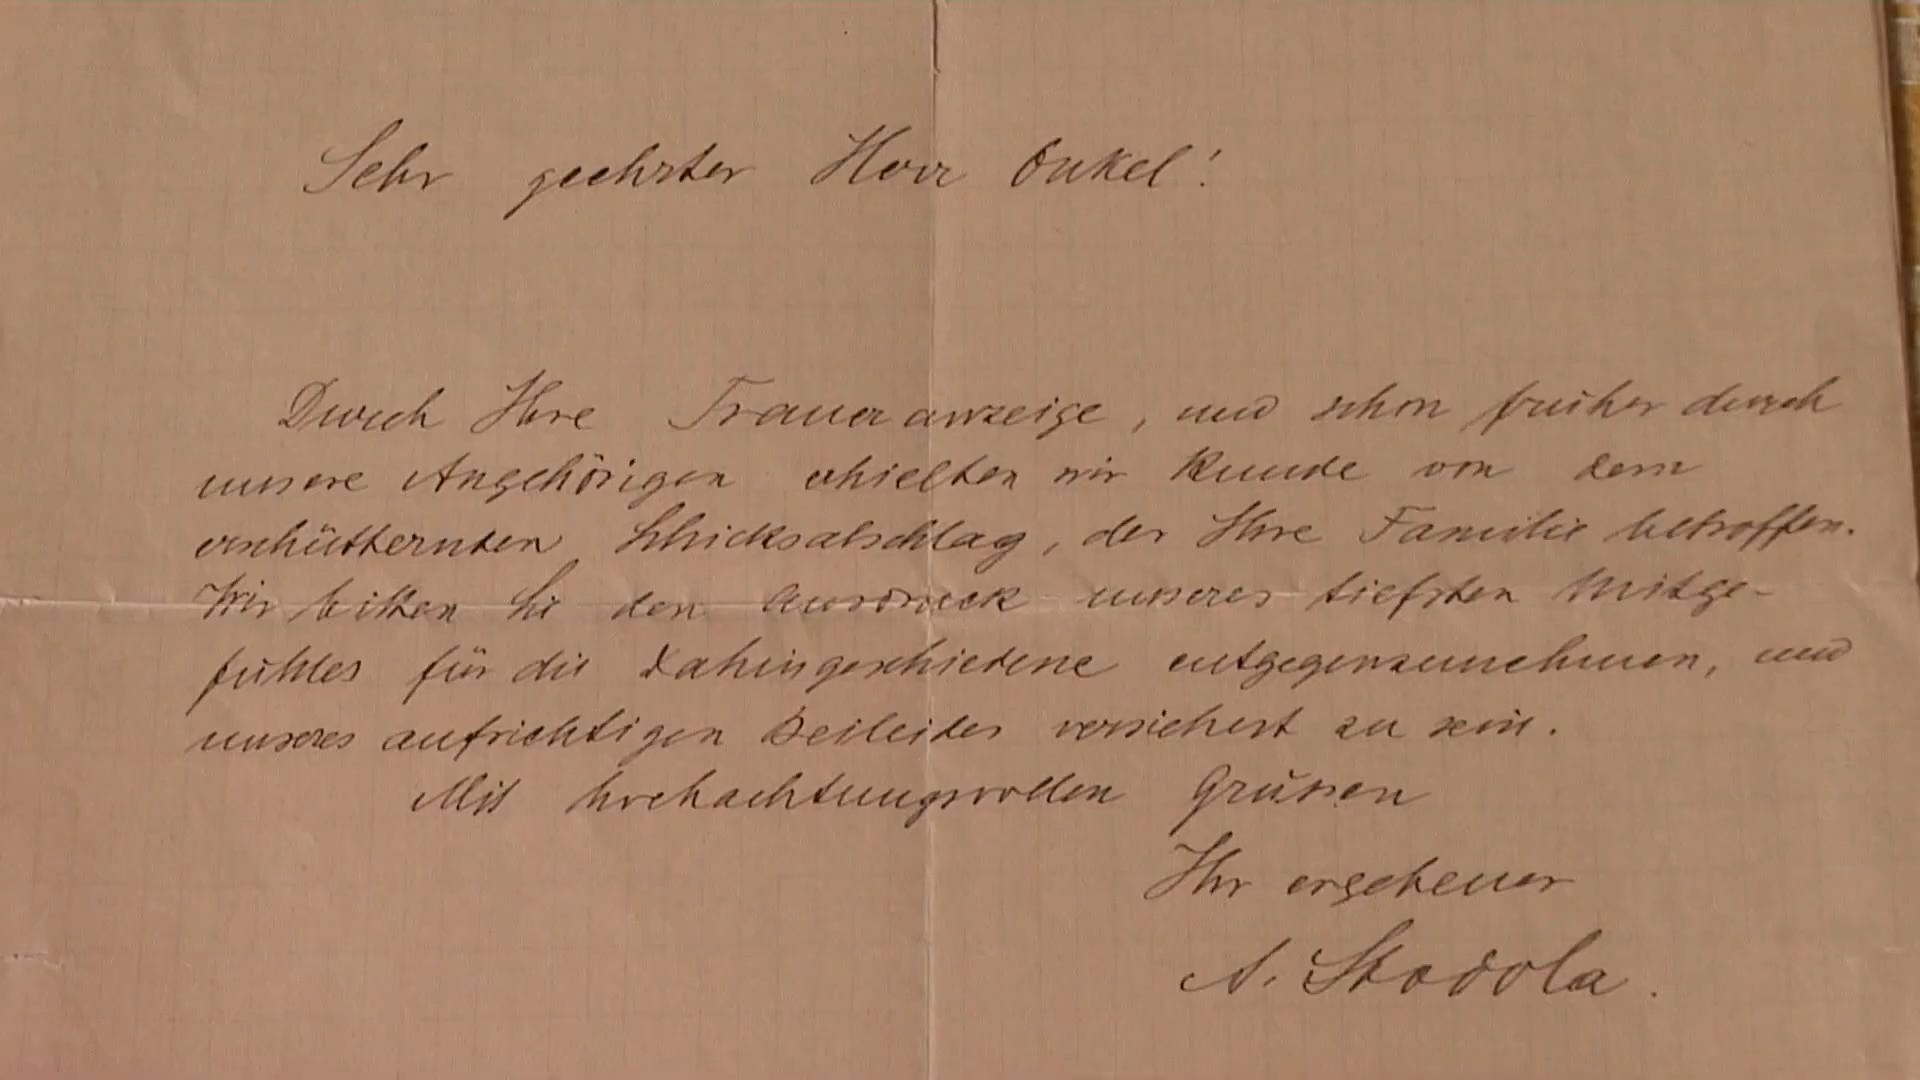 Sehr geehrter Herr Onkel!
Durch Ihre Traueranzeige, und schon früher durch
unsere Angehörigen erhielten wir Kunde von dem
erschütternden Schicksalschlag, der Ihre Familie betroffen.
Wir bitten Sie den Ausdruck unseres tiefsten Mitge-
fühles für die Dahingeschiedene entgegenzunehmen, und
unseres aufrichtigen Beileides versichert zu sein.
Mit hochachtungsvollen Grüssen
Ihr ergebener
A. Stodola.